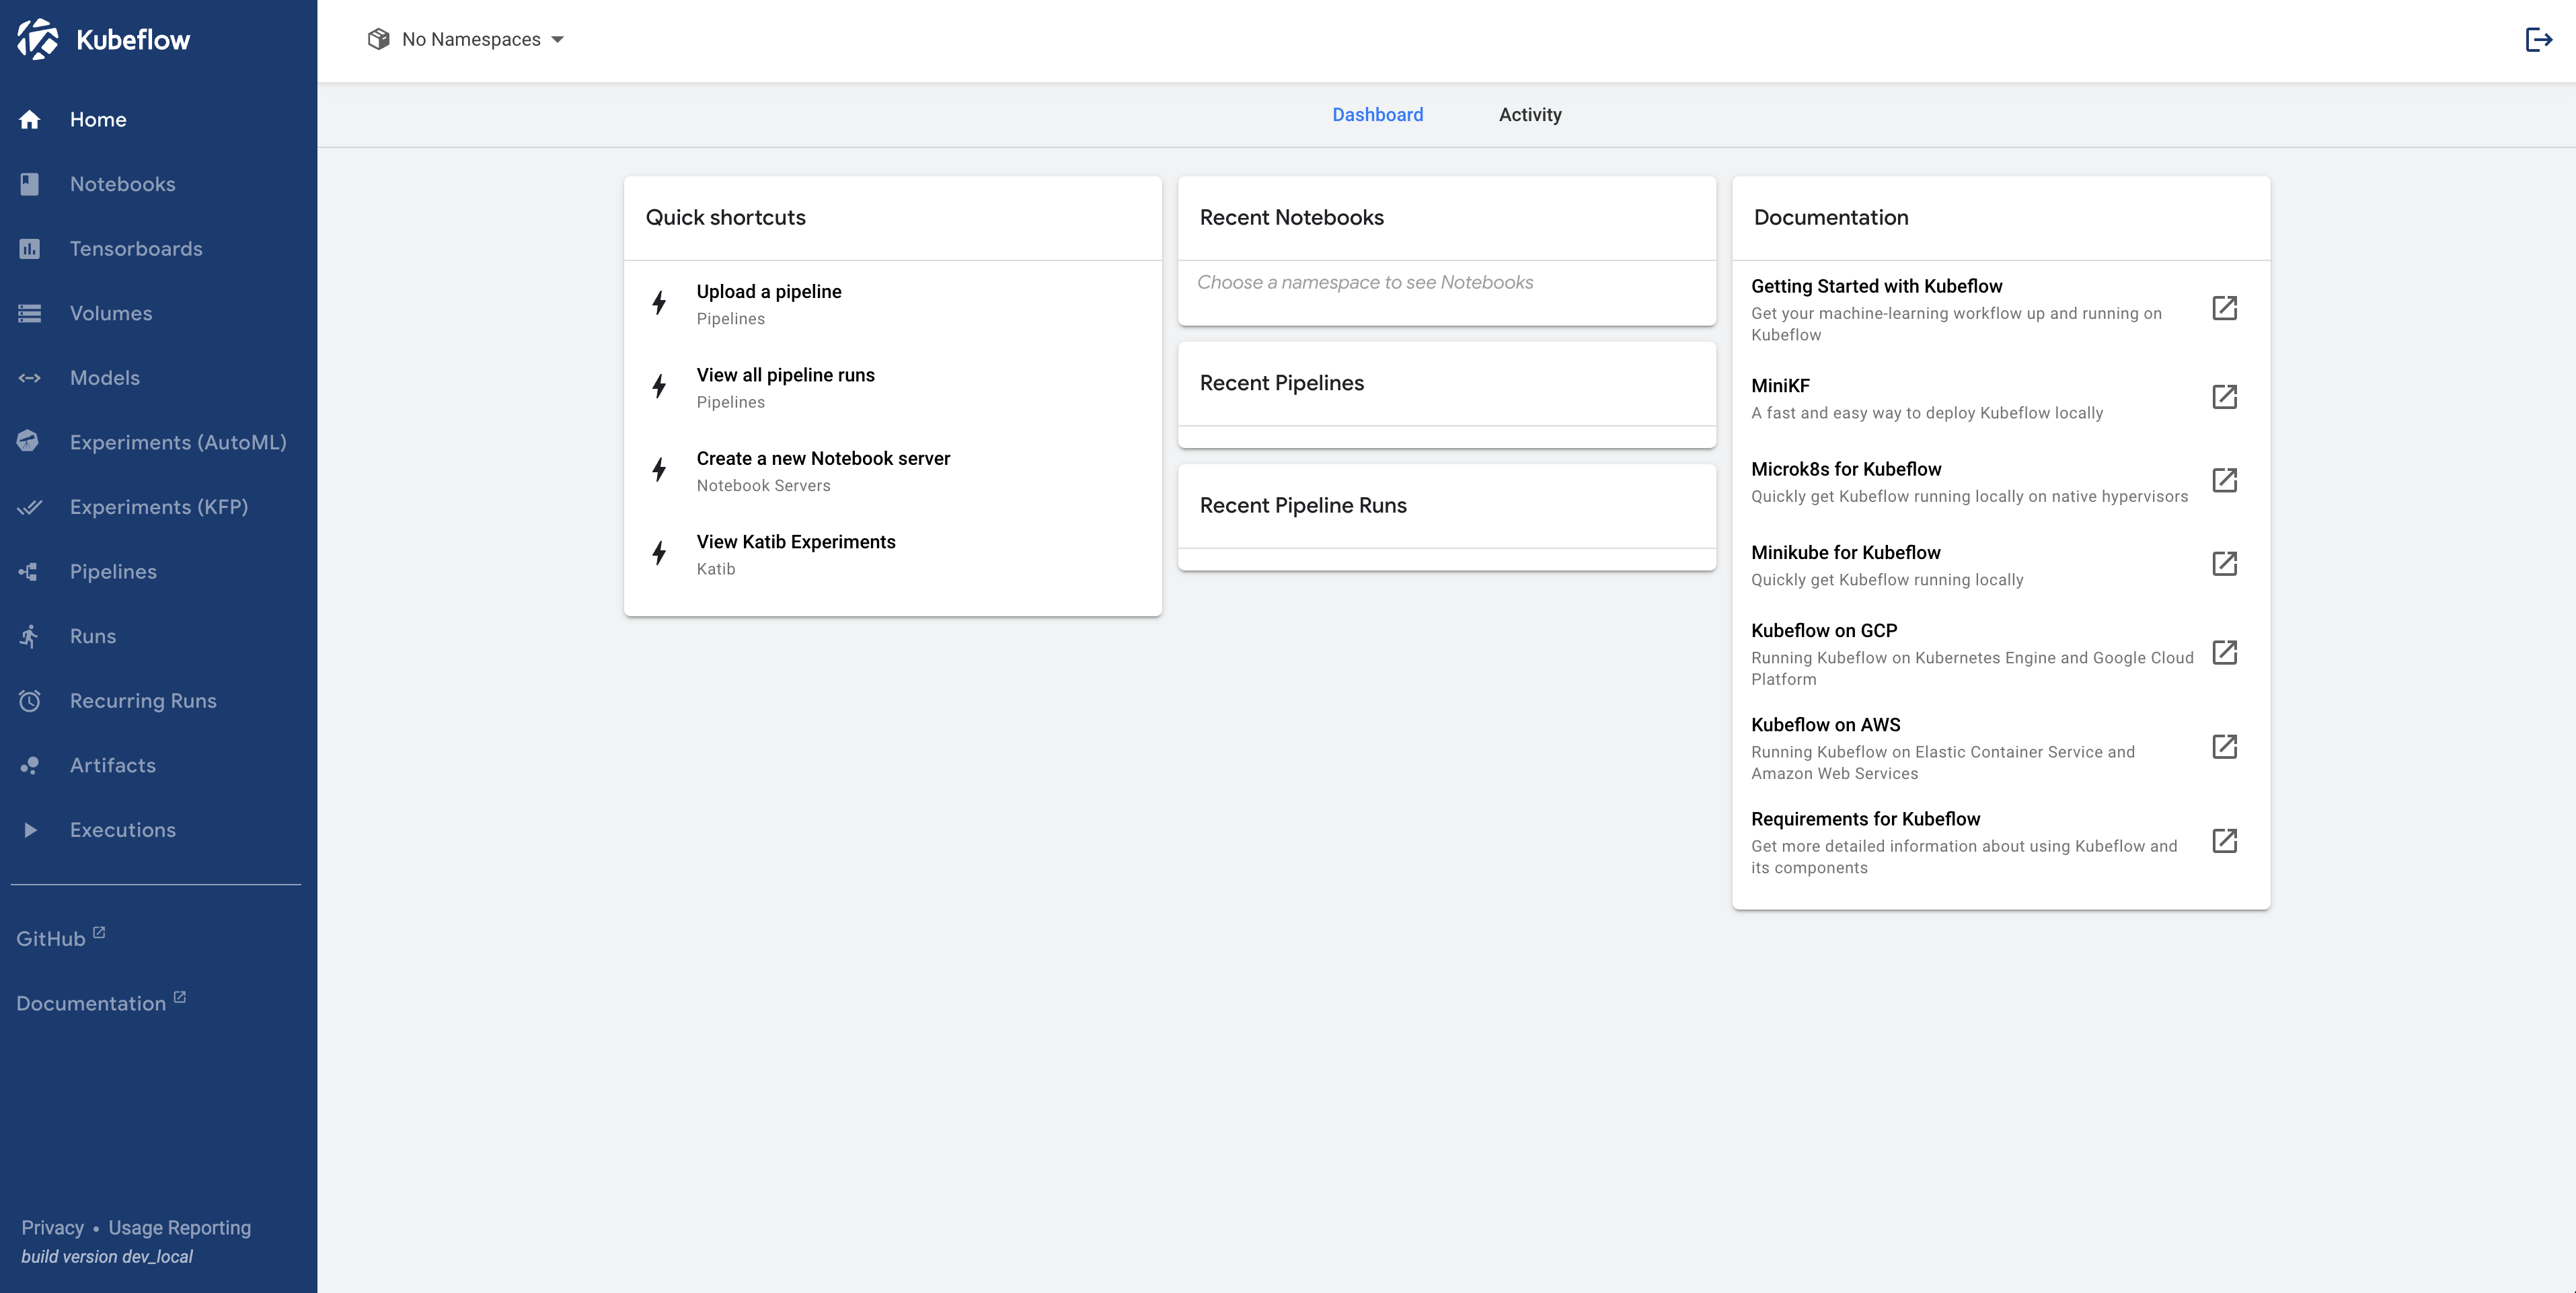 Kubeflow
Home
Notebooks
Tensorboards
Volumes
Models
Experiments (AutoML)
Experiments (KFP)
Pipelines
Runs
Recurring Runs
Artifacts
Executions
GitHub
Documentation
Privacy • Usage Reporting
build version dev_local
No Namespaces
Dashboard
Activity
Quick shortcuts
Upload a pipeline
Pipelines
View all pipeline runs
Pipelines
Create a new Notebook server
Notebook Servers
View Katib Experiments
Katib
Recent Notebooks
Choose a namespace to see Notebooks
Recent Pipelines
Recent Pipeline Runs
Documentation
Getting Started with Kubeflow
Get your machine-learning workflow up and running on
Kubeflow
MiniKF
A fast and easy way to deploy Kubeflow locally
Microk8s for Kubeflow
Quickly get Kubeflow running locally on native hypervisors
Minikube for Kubeflow
Quickly get Kubeflow running locally
Kubeflow on GCP
Running Kubeflow on Kubernetes Engine and Google Cloud
Platform
Kubeflow on AWS
Running Kubeflow on Elastic Container Service and
Amazon Web Services
Requirements for Kubeflow
Get more detailed information about using Kubeflow and
its components